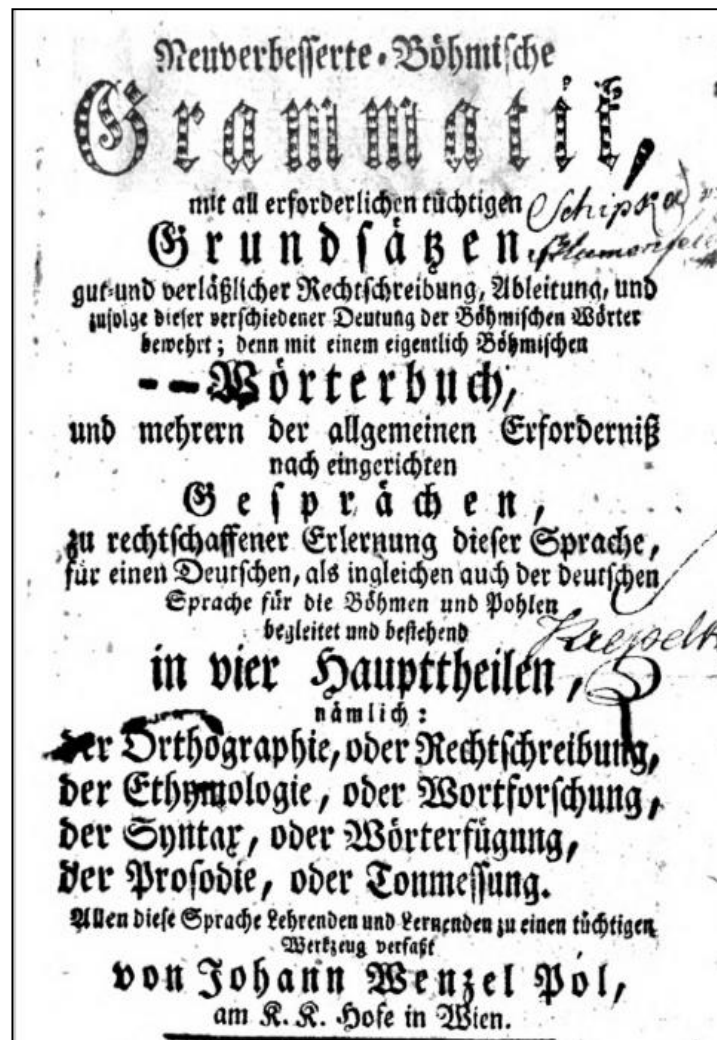 Neuverbesserte-Böhmische
Grammatik,
mit all erforderlichen tüchtigen
Schipka
Grundsätzen,
Blumenfeld
gut-und verläßlicher Rechtschreibung, Ableitung, und
zufolge dieser verschiedener Deutung der Böhmischen Wörter
bewehrt; denn mit einem eigentlich Böhmischen
--Wörterbuch,
und mehrern der allgemeinen Erforderniß
nach eingerichten
Gesprächen,
zu rechtschaffener Erlernung dieser Sprache,
für einen Deutschen, als ingleichen auch der deutschen
Sprache für die Böhmen und Pohlen
begleitet und bestehend
in vier Haupttheilen,
nämlich:
der Orthographie, oder Rechtschreibung,
der Ethymologie, oder Wortforschung,
der Syntax, oder Wörterfügung,
der Prosodie, oder Tonmessung.
Allen diese Sprache Lehrenden und Lernenden zu einen tüchtigen
Werkzeug verfaßt
von Johann Wenzel Pól,
am K. K. Hofe in Wien.